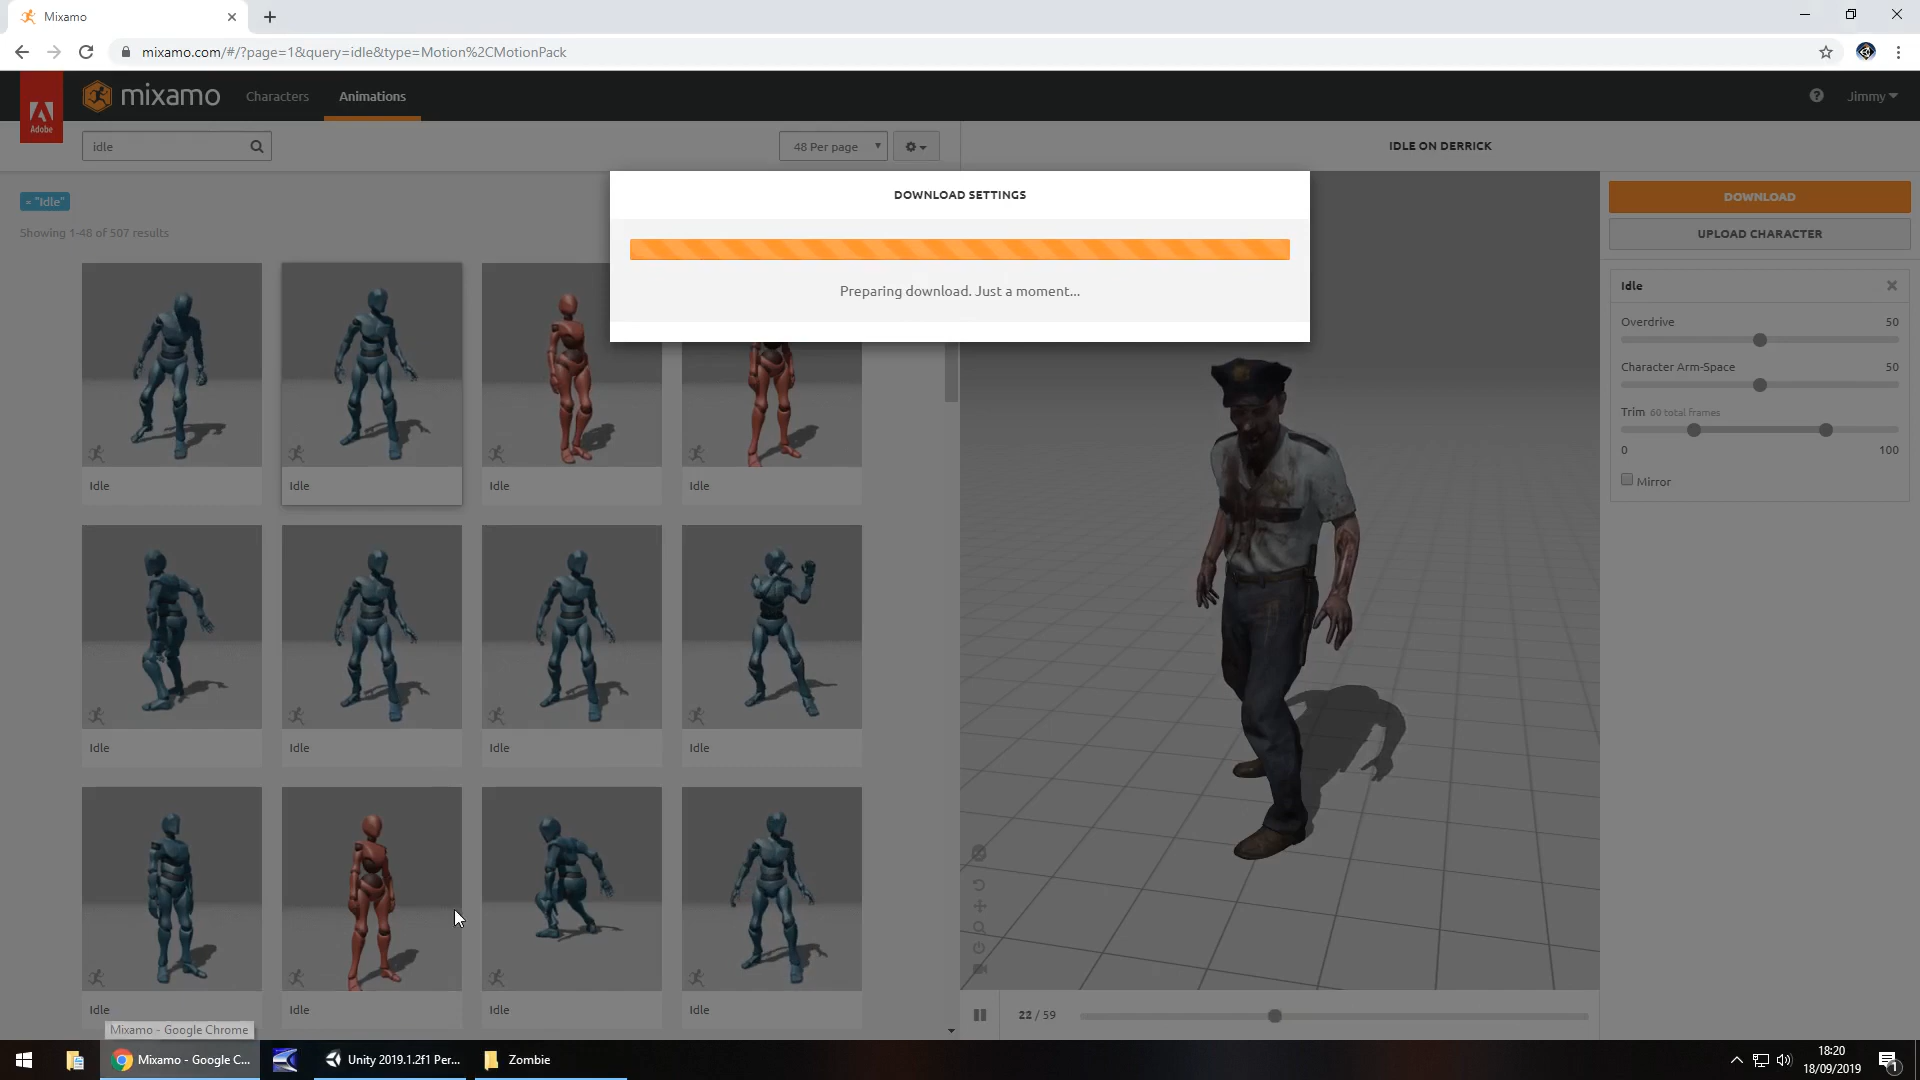 Mixamo
mixamo.com/#/?page=1&query=idle&type=Motion%2CMotionPack
Adobe
mixamo
Characters
Animations
Jimmy
idle
48 Per page
IDLE ON DERRICK
× "Idle"
Showing 1-48 of 507 results
DOWNLOAD SETTINGS
Preparing download. Just a moment...
DOWNLOAD
UPLOAD CHARACTER
Idle
Overdrive 50
Character Arm-Space 50
Trim 60 total frames
0 100
Mirror
Idle
Idle
Idle
Idle
Idle
Idle
Idle
Idle
Idle
Idle
Idle
Idle
22 / 59
Mixamo - Google Chrome
Mixamo - Google C...
Unity 2019.1.2f1 Per...
Zombie
18:20
18/09/2019
1